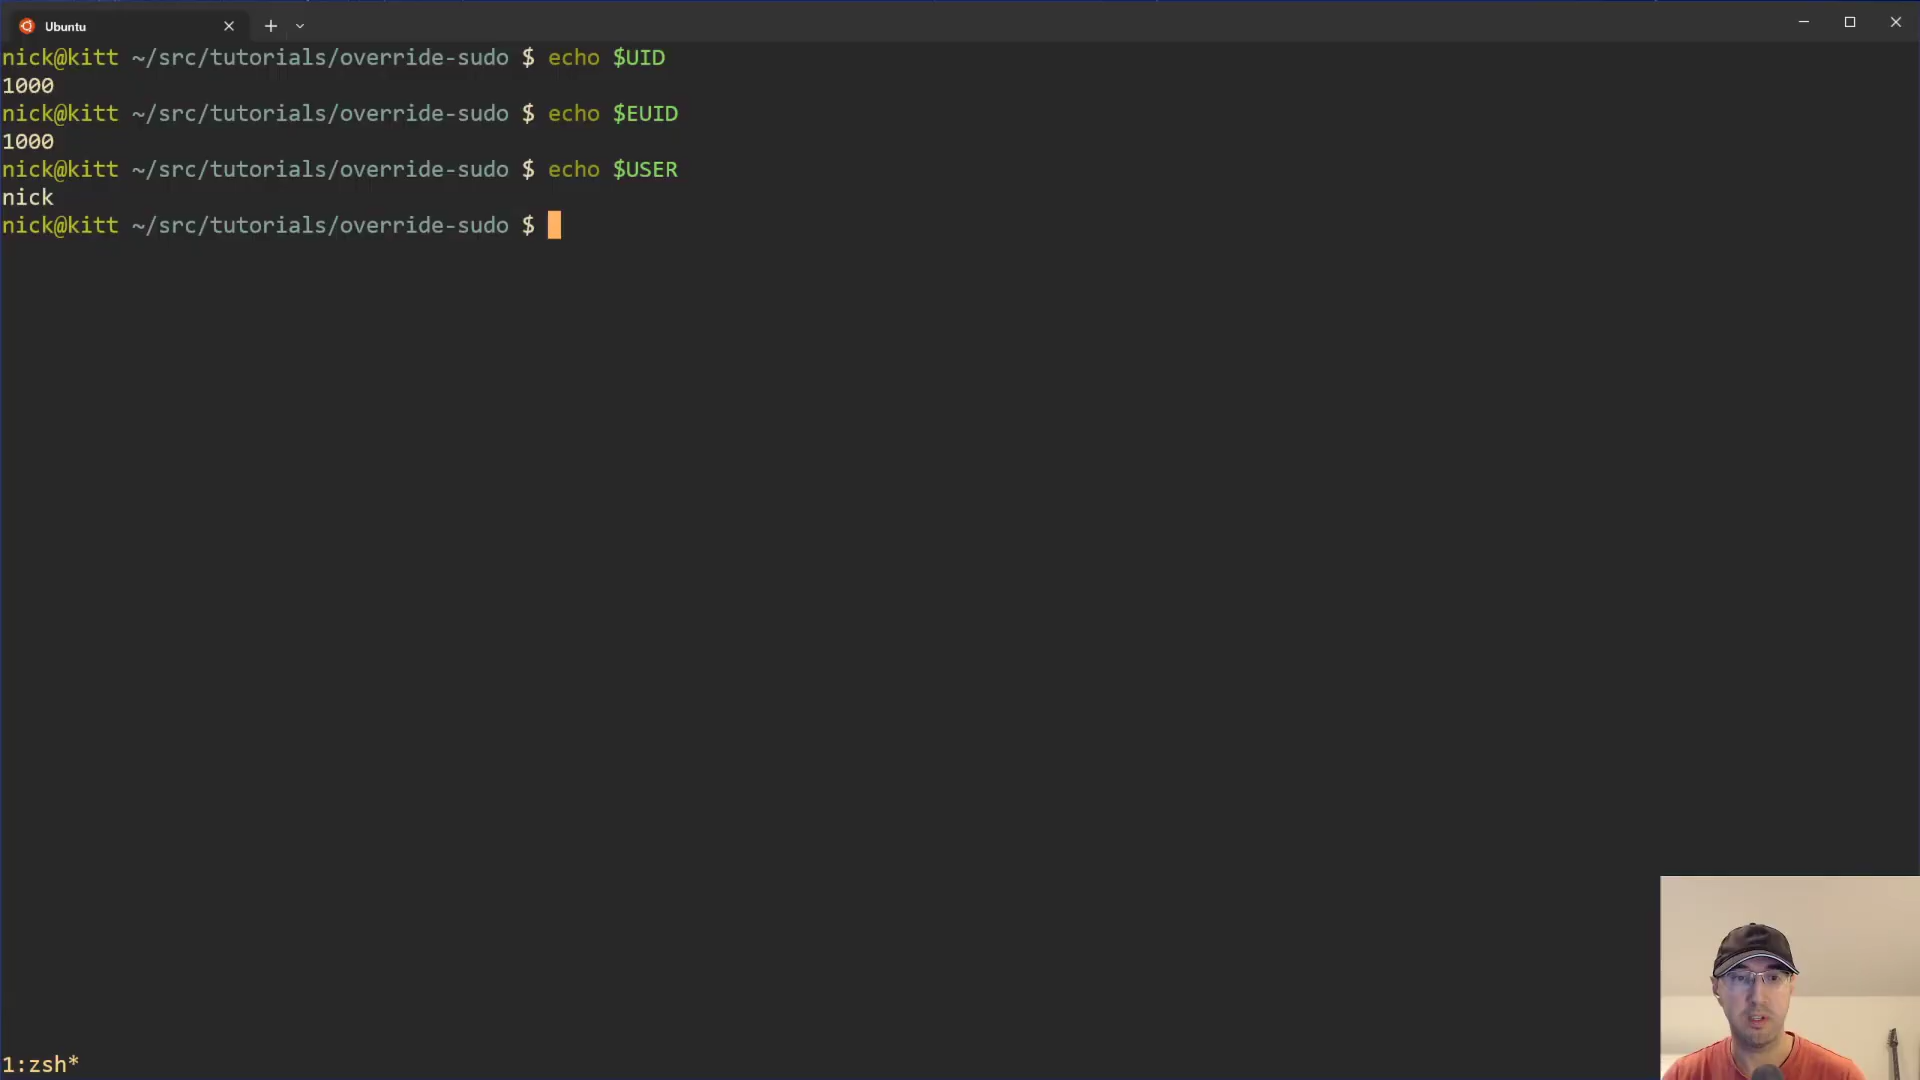 Ubuntu
nick@kitt ~/src/tutorials/override-sudo $ echo $UID
1000
nick@kitt ~/src/tutorials/override-sudo $ echo $EUID
1000
nick@kitt ~/src/tutorials/override-sudo $ echo $USER
nick
nick@kitt ~/src/tutorials/override-sudo $
1:zsh*